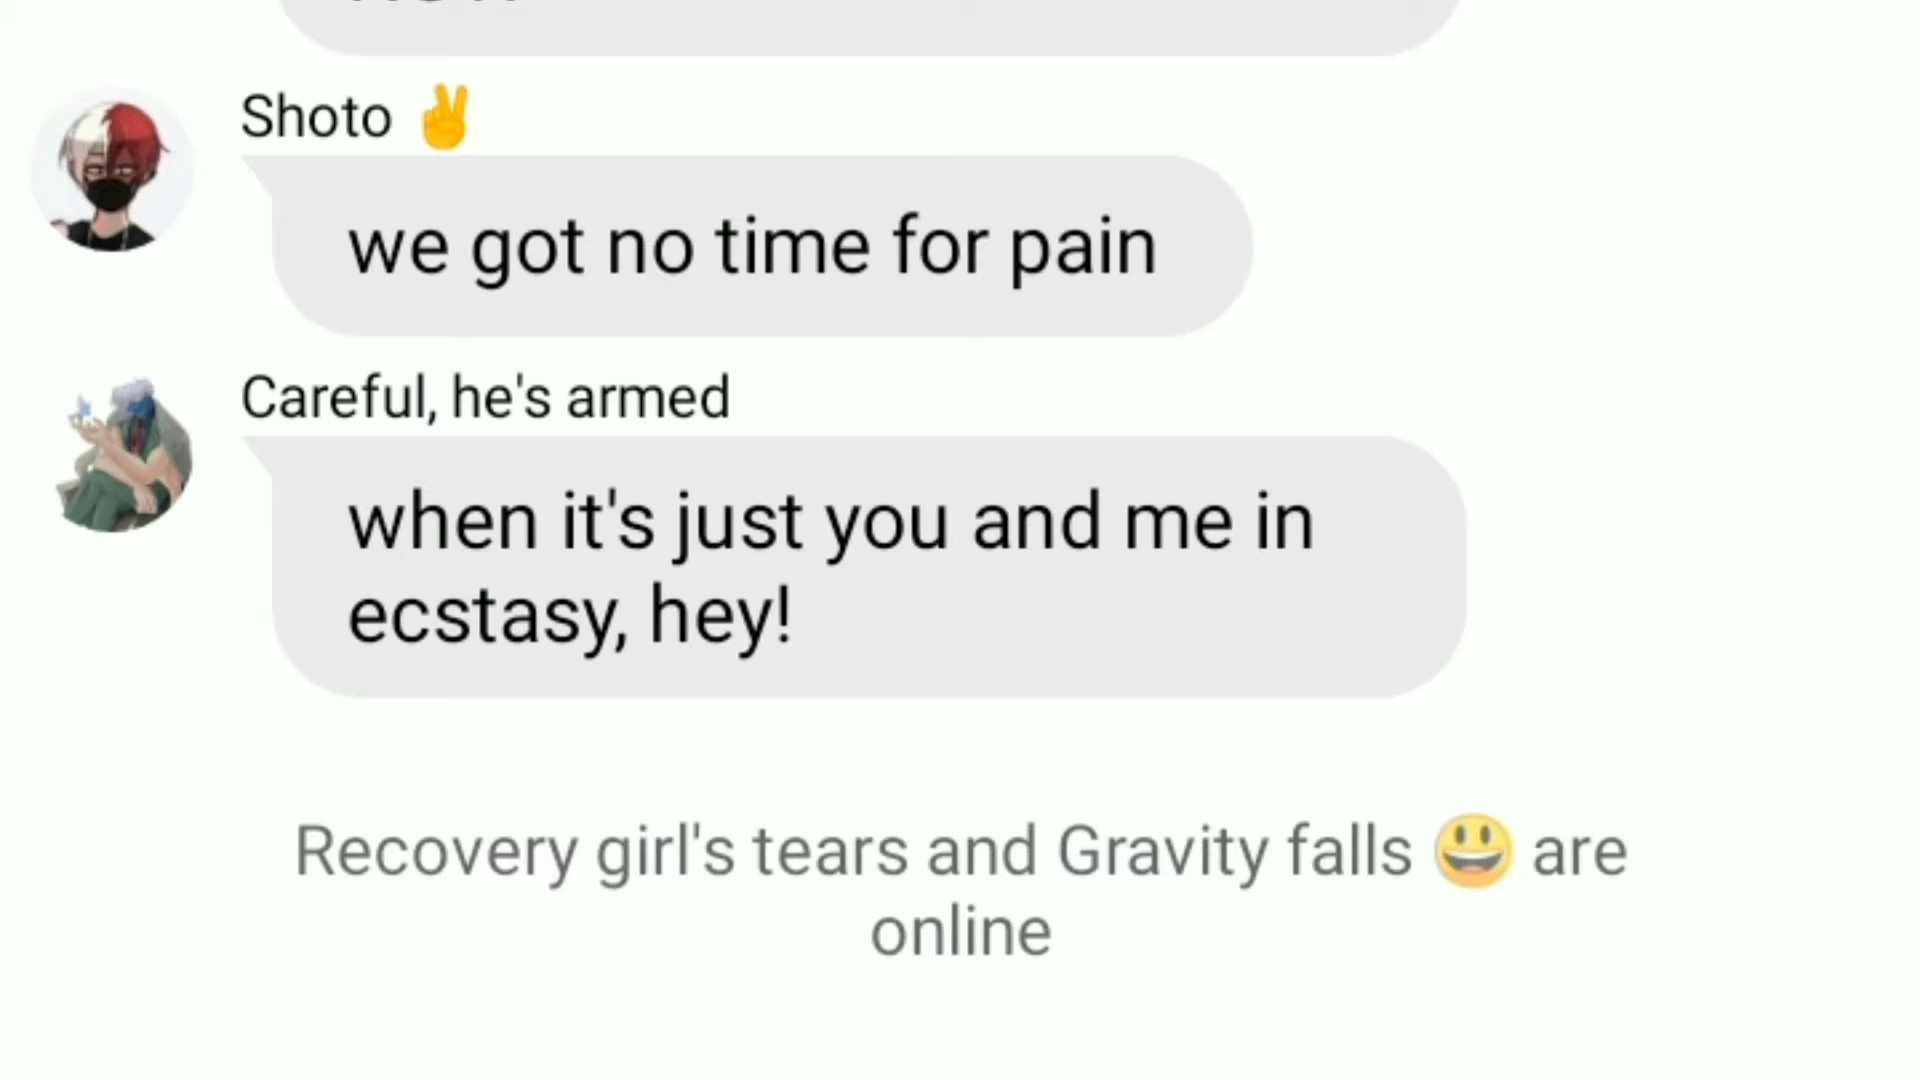 Shoto ✌
we got no time for pain
Careful, he's armed
when it's just you and me in
ecstasy, hey!
Recovery girl's tears and Gravity falls 😃 are
online